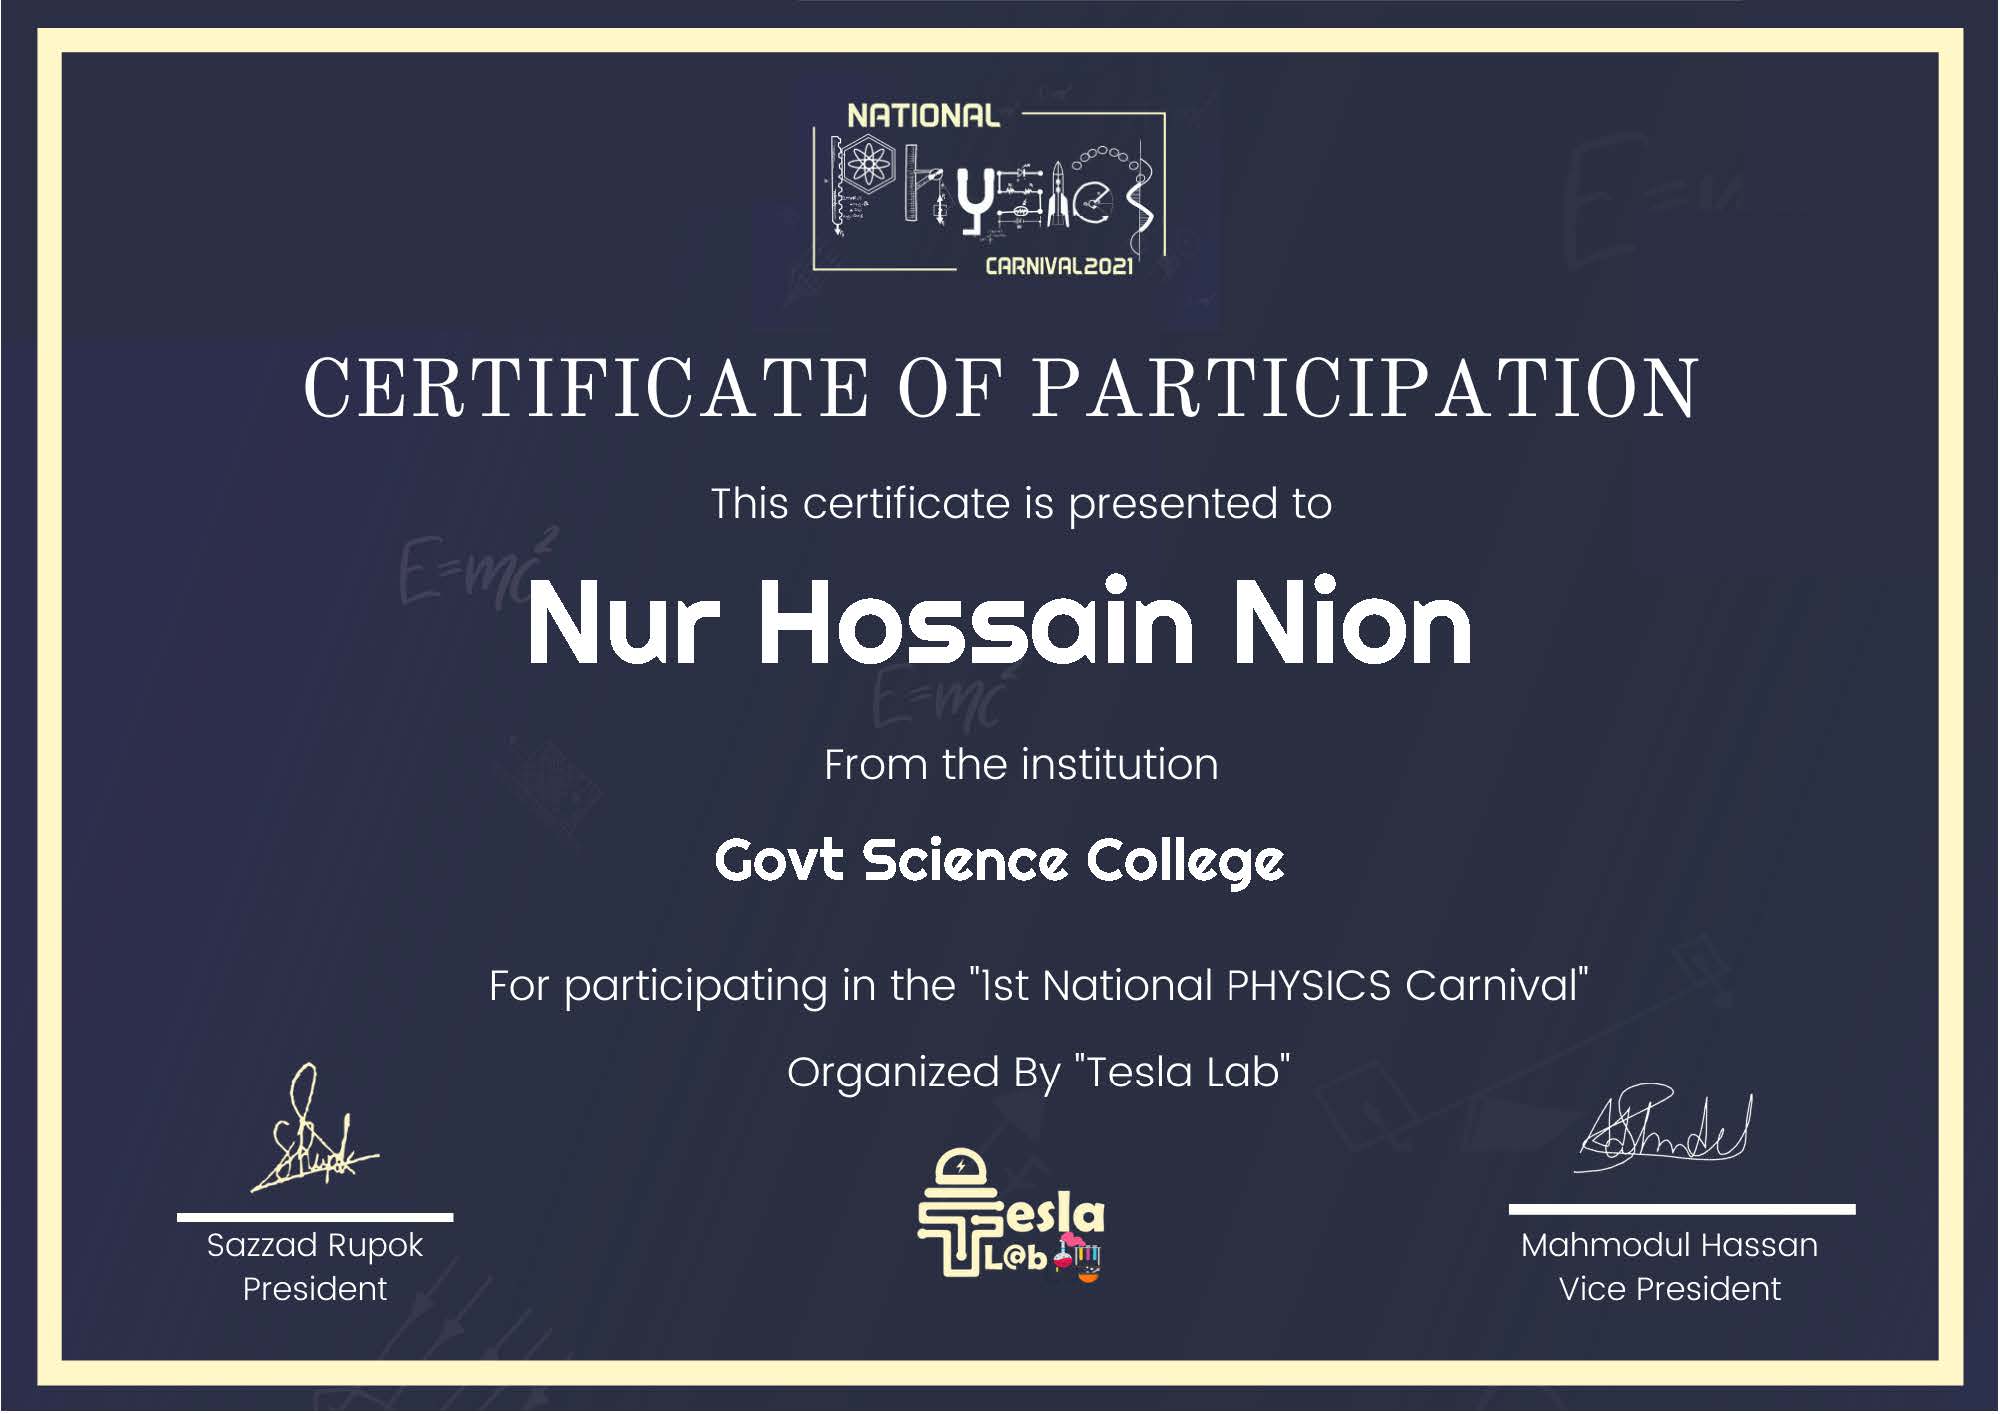 NATIONAL
Physics
CARNIVAL2021
CERTIFICATE OF PARTICIPATION
This certificate is presented to
E=mc²
Nur Hossain Nion
E=mc²
From the institution
Govt Science College
For participating in the "1st National PHYSICS Carnival"
Organized By "Tesla Lab"
Tesla
L@b
Sazzad Rupok
President
Mahmodul Hassan
Vice President